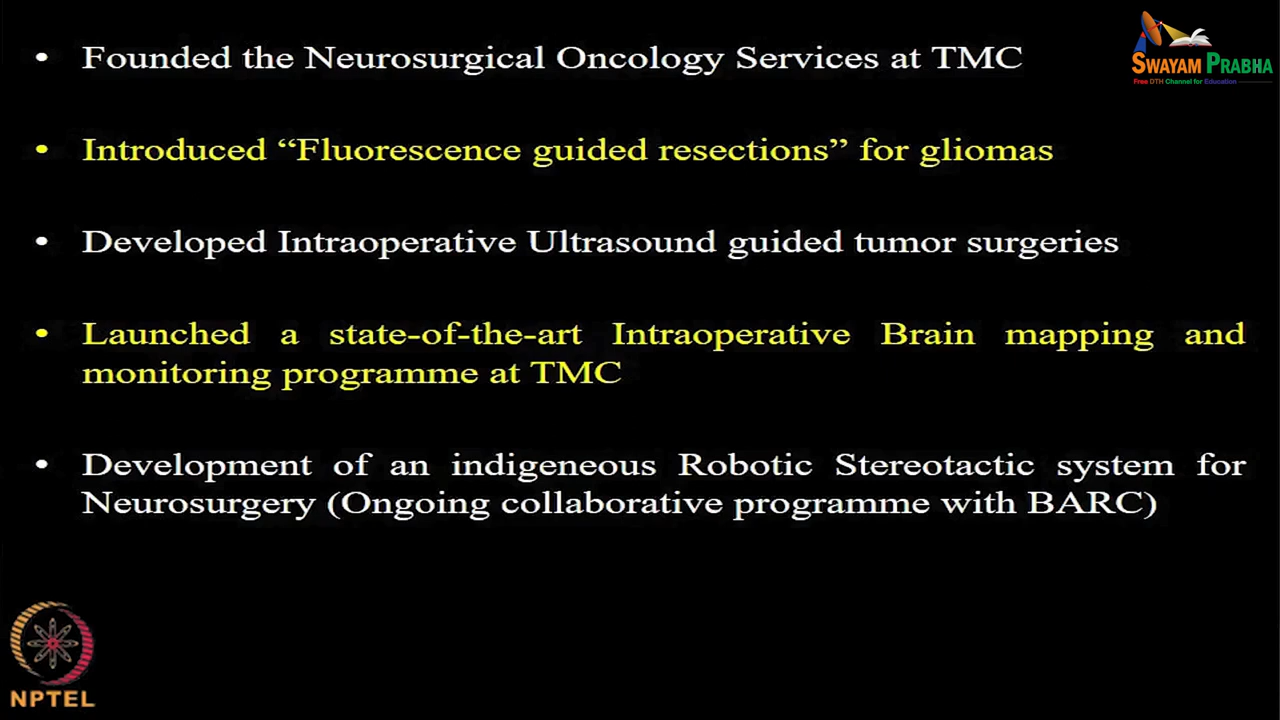 • Founded the Neurosurgical Oncology Services at TMC
SWAYAM PRABHA
Free DTH Channel for Education
• Introduced “Fluorescence guided resections” for gliomas
• Developed Intraoperative Ultrasound guided tumor surgeries
• Launched a state-of-the-art Intraoperative Brain mapping and
monitoring programme at TMC
• Development of an indigeneous Robotic Stereotactic system for
Neurosurgery (Ongoing collaborative programme with BARC)
NPTEL